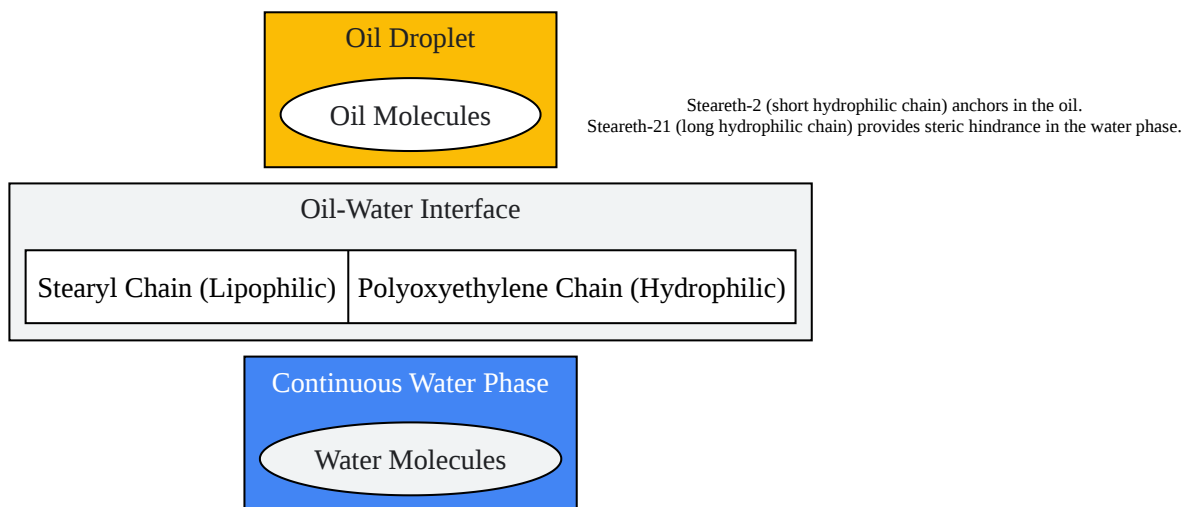 Oil Droplet
Oil Molecules
Steareth-2 (short hydrophilic chain) anchors in the oil.
Steareth-21 (long hydrophilic chain) provides steric hindrance in the water phase.
Oil-Water Interface
Stearyl Chain (Lipophilic)
Polyoxyethylene Chain (Hydrophilic)
Continuous Water Phase
Water Molecules